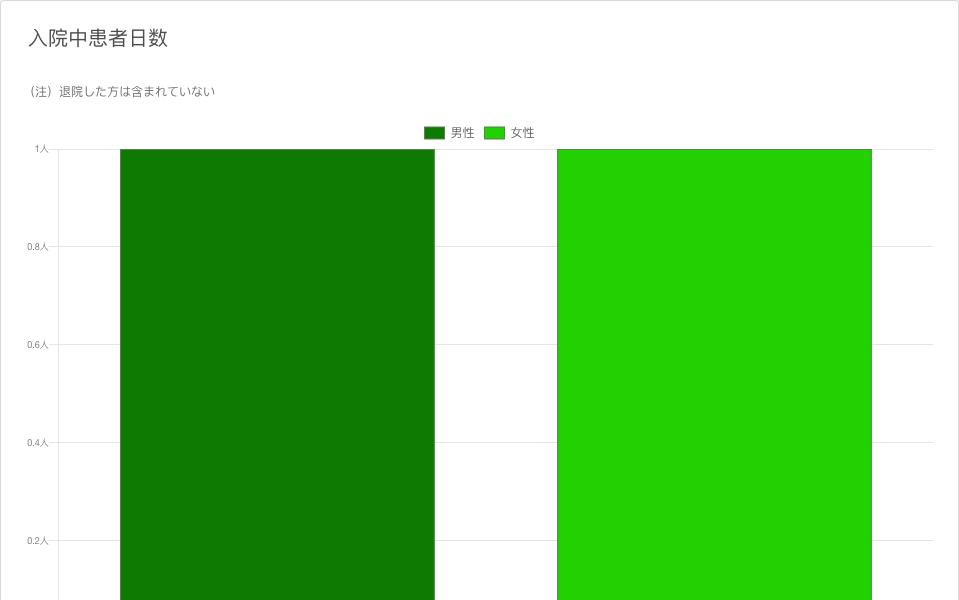 入院中患者日数
（注）退院した方は含まれていない
男性 女性
1人
0.8人
0.6人
0.4人
0.2人